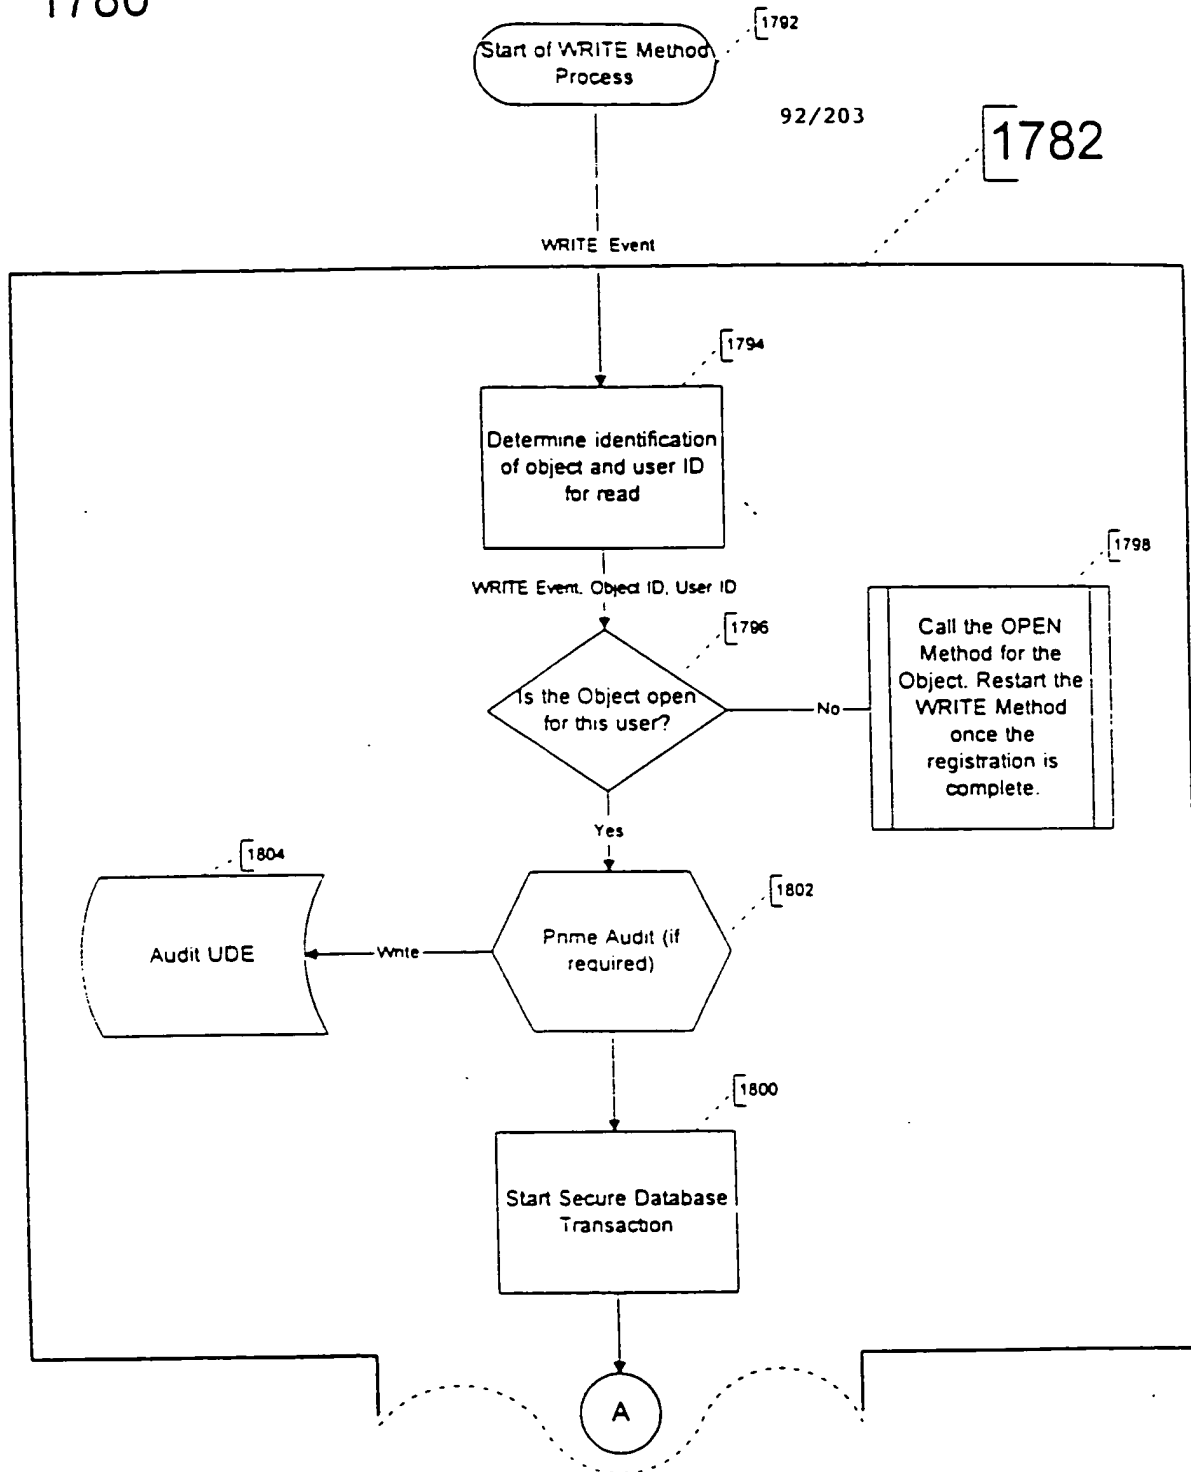 1780
1792
Start of WRITE Method
Process
92/203
1782
WRITE Event
1794
Determine identification
of object and user ID
for read
WRITE Event, Object ID, User ID
1796
1798
Is the Object open
for this user?
No
Call the OPEN
Method for the
Object. Restart the
WRITE Method
once the
registration is
complete.
Yes
1804
Audit UDE
Write
1802
Prime Audit (if
required)
1800
Start Secure Database
Transaction
A